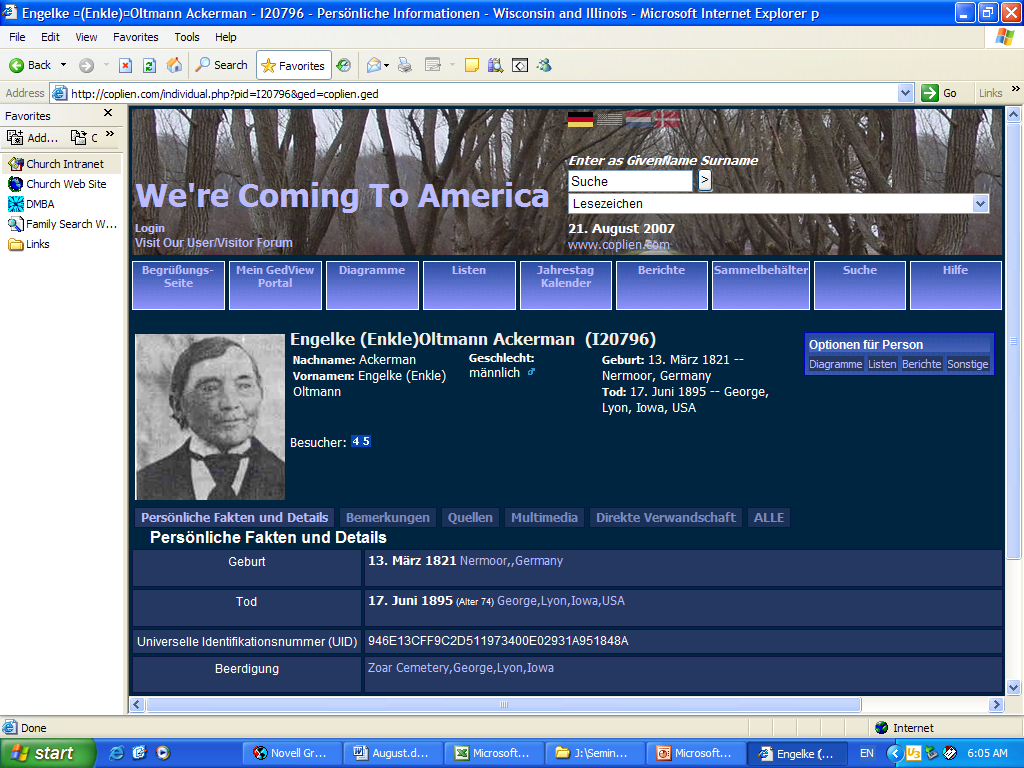 Engelke ¤(Enkle)¤Oltmann Ackerman - I20796 - Persönliche Informationen - Wisconsin and Illinois - Microsoft Internet Explorer p
File Edit View Favorites Tools Help
Back Search Favorites
Address http://coplien.com/individual.php?pid=I20796&ged=coplien.ged Go Links »
Favorites
Add... C »
Church Intranet
Church Web Site
DMBA
Family Search W...
Links
Enter as GivenName Surname
Suche >
We're Coming To America
Lesezeichen
Login
21. August 2007
Visit Our User/Visitor Forum
www.coplien.com
Begrüßungs-Seite
Mein GedView Portal
Diagramme
Listen
Jahrestag Kalender
Berichte
Sammelbehälter
Suche
Hilfe
Engelke (Enkle)Oltmann Ackerman (I20796)
Nachname: Ackerman
Vornamen: Engelke (Enkle)
Oltmann
Geschlecht:
männlich ♂
Geburt: 13. März 1821 --
Nermoor, Germany
Tod: 17. Juni 1895 -- George,
Lyon, Iowa, USA
Optionen für Person
Diagramme Listen Berichte Sonstige
Besucher: 4 5
Persönliche Fakten und Details Bemerkungen Quellen Multimedia Direkte Verwandschaft ALLE
Persönliche Fakten und Details
Geburt 13. März 1821 Nermoor,,Germany
Tod 17. Juni 1895 (Alter 74) George,Lyon,Iowa,USA
Universelle Identifikationsnummer (UID) 946E13CFF9C2D511973400E02931A951848A
Beerdigung Zoar Cemetery,George,Lyon,Iowa
Done Internet
start Novell Gr... August.d... Microsoft... J:\Semin... Microsoft... Engelke (... EN U3 6:05 AM